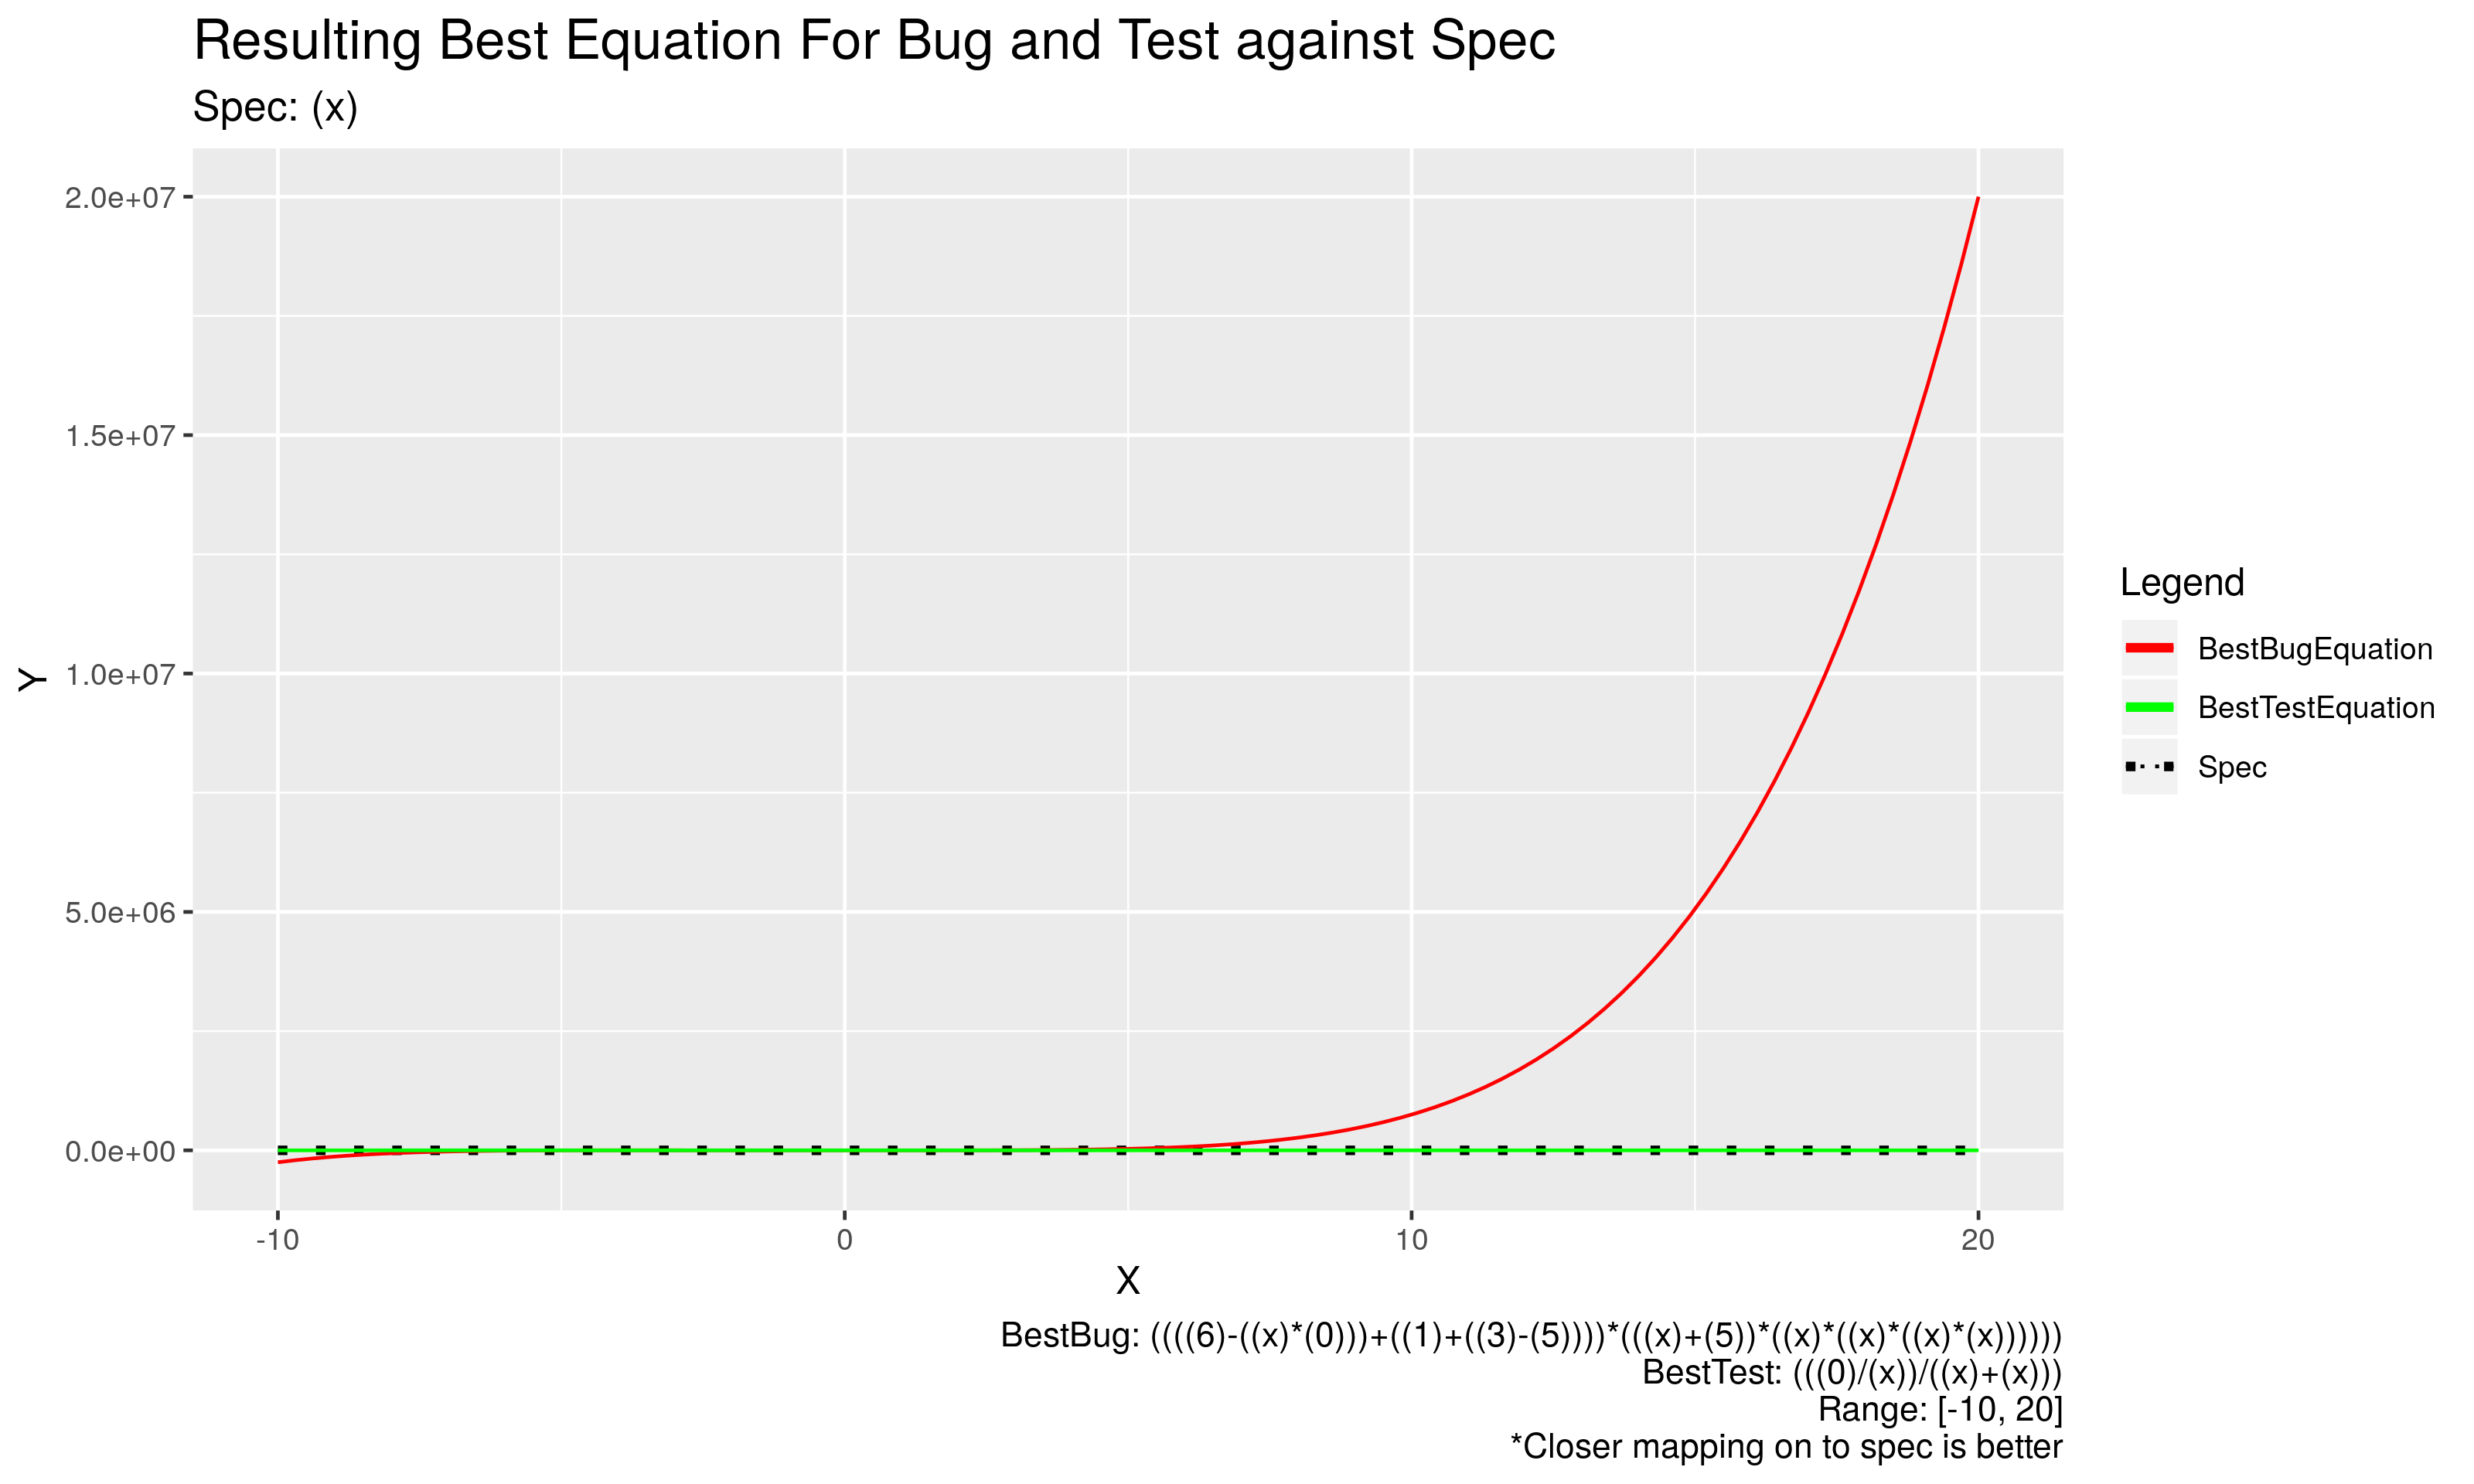 Resulting Best Equation For Bug and Test against Spec
Spec: (x)
2.0e+07
1.5e+07
1.0e+07
5.0e+06
0.0e+00
Y
-10
0
10
20
X
Legend
BestBugEquation
BestTestEquation
Spec
BestBug: ((((6)-((x)*(0)))+((1)+((3)-(5))))*(((x)+(5))*((x)*((x)*((x)*(x))))))
BestTest: (((0)/(x))/((x)+(x)))
Range: [-10, 20]
*Closer mapping on to spec is better